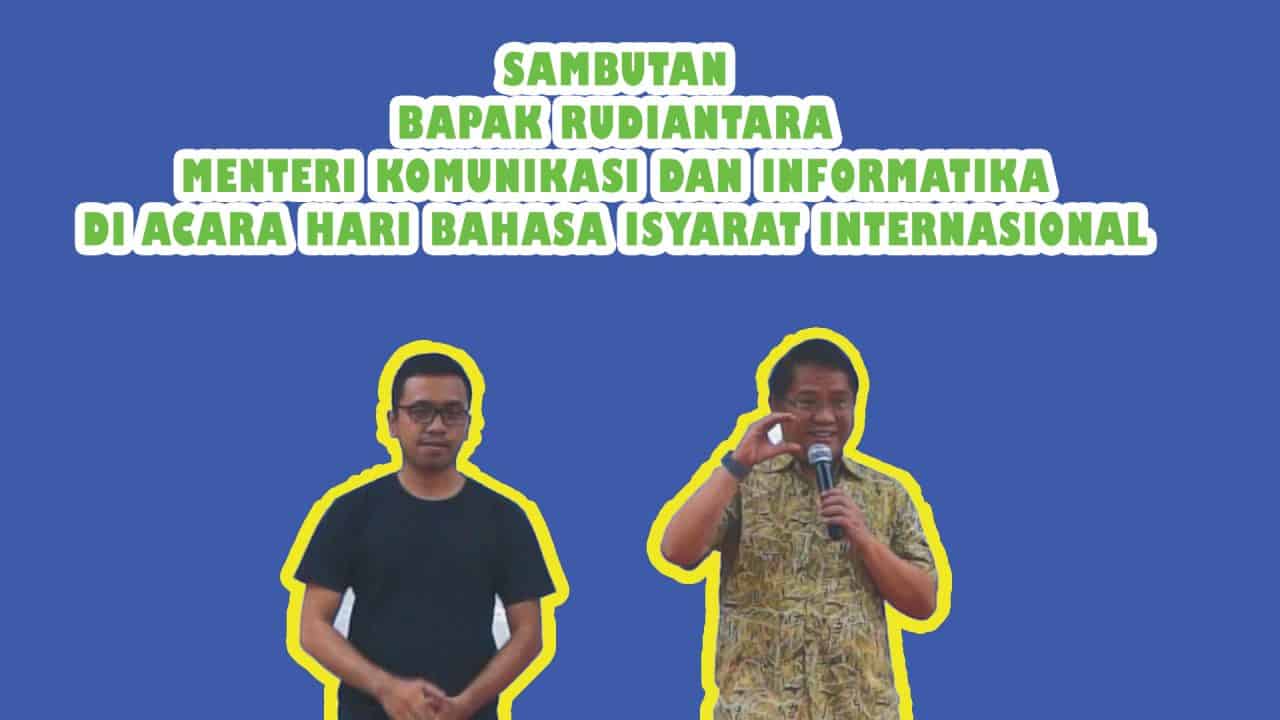 SAMBUTAN
BAPAK RUDIANTARA
MENTERI KOMUNIKASI DAN INFORMATIKA
DI ACARA HARI BAHASA ISYARAT INTERNASIONAL